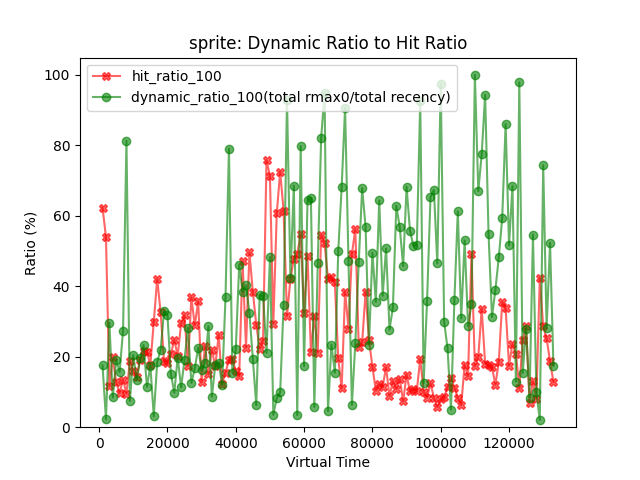 sprite: Dynamic Ratio to Hit Ratio
hit_ratio_100
dynamic_ratio_100(total rmax0/total recency)
100
80
60
40
20
0
Ratio (%)
0 20000 40000 60000 80000 100000 120000
Virtual Time